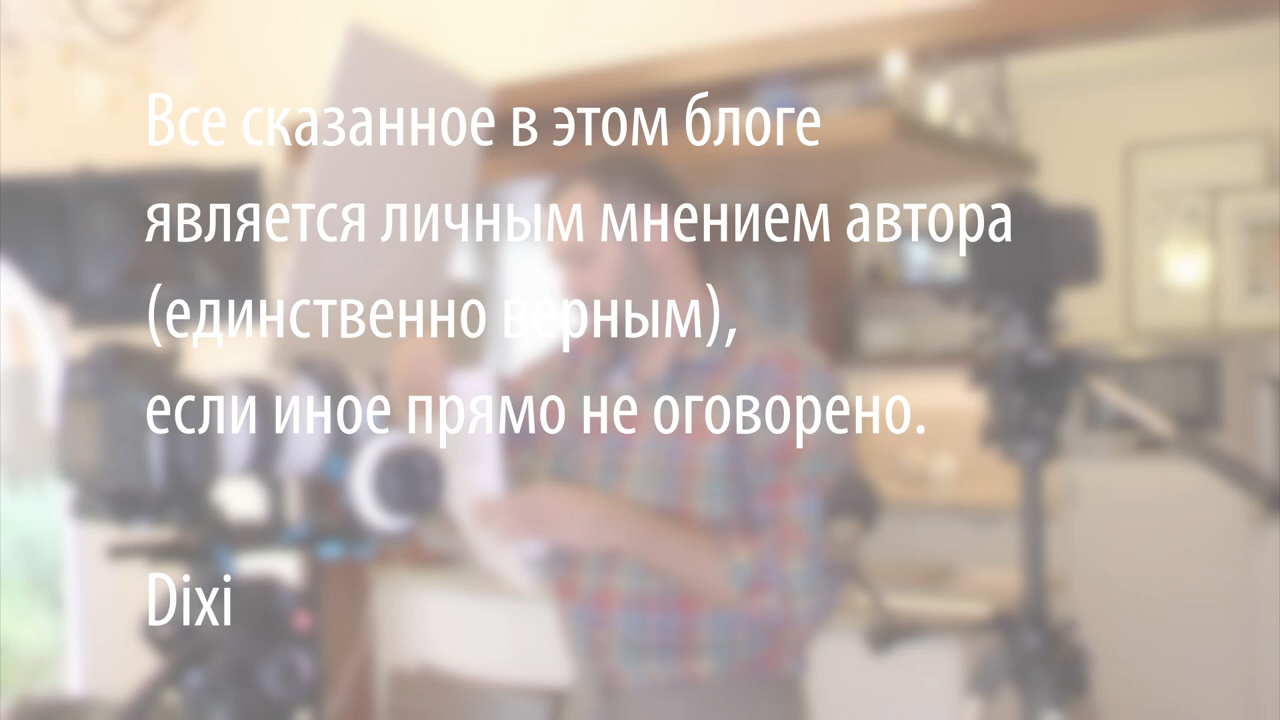 Все сказанное в этом блоге
является личным мнением автора
(единственно верным),
если иное прямо не оговорено.
Dixi